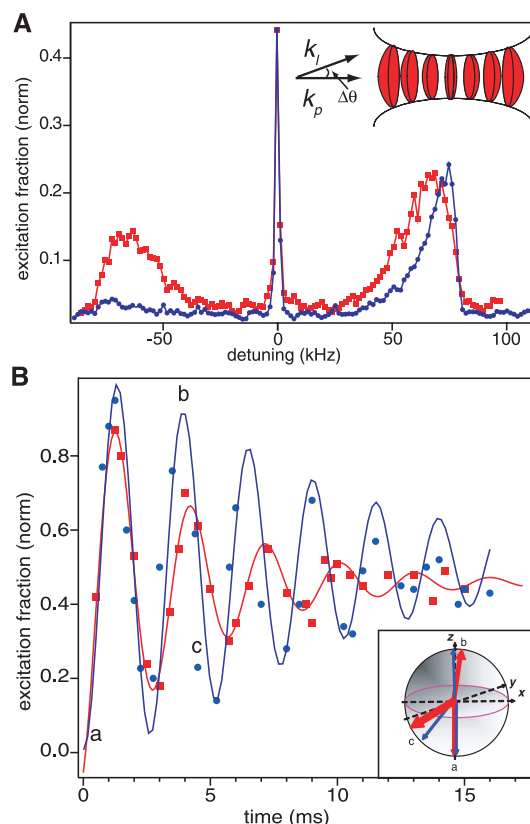 A
excitation fraction (norm)
0.4
0.3
0.2
0.1
k_l
Δθ
k_p
-50
0
50
100
detuning (kHz)
B
excitation fraction (norm)
0.8
0.6
0.4
0.2
0.0
a
b
c
z
b
y
x
c
a
0
5
10
15
time (ms)